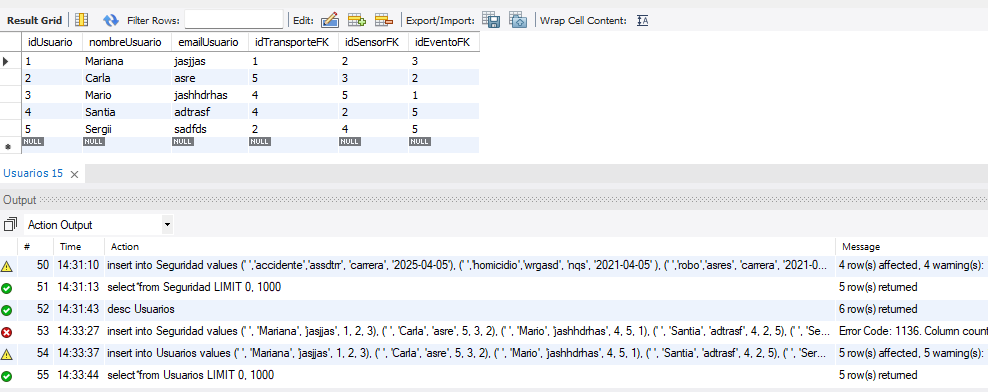 Result Grid Filter Rows: Edit: Export/Import: Wrap Cell Content:
idUsuario nombreUsuario emailUsuario idTransporteFK idSensorFK idEventoFK
1 Mariana jasjjas 1 2 3
2 Carla asre 5 3 2
3 Mario jashhdrhas 4 5 1
4 Santia adtrasf 4 2 5
5 Sergii sadfds 2 4 5
NULL NULL NULL NULL NULL NULL
Usuarios 15
Output
Action Output
# Time Action Message
50 14:31:10 insert into Seguridad values (' ','accidente','assdtrr', 'carrera', '2025-04-05'), (' ','homicidio','wrgasd', 'nqs', '2021-04-05' ), (' ','robo','asres', 'carrera', '2021-0... 4 row(s) affected, 4 warning(s):
51 14:31:13 select*from Seguridad LIMIT 0, 1000 5 row(s) returned
52 14:31:43 desc Usuarios 6 row(s) returned
53 14:33:27 insert into Seguridad values (' ', 'Mariana', 'jasjjas', 1, 2, 3), (' ', 'Carla', 'asre', 5, 3, 2), (' ', 'Mario', 'jashhdrhas', 4, 5, 1), (' ', 'Santia', 'adtrasf', 4, 2, 5), (' ', 'Se... Error Code: 1136. Column count
54 14:33:37 insert into Usuarios values (' ', 'Mariana', 'jasjjas', 1, 2, 3), (' ', 'Carla', 'asre', 5, 3, 2), (' ', 'Mario', 'jashhdrhas', 4, 5, 1), (' ', 'Santia', 'adtrasf', 4, 2, 5), (' ', 'Ser... 5 row(s) affected, 5 warning(s):
55 14:33:44 select*from Usuarios LIMIT 0, 1000 5 row(s) returned